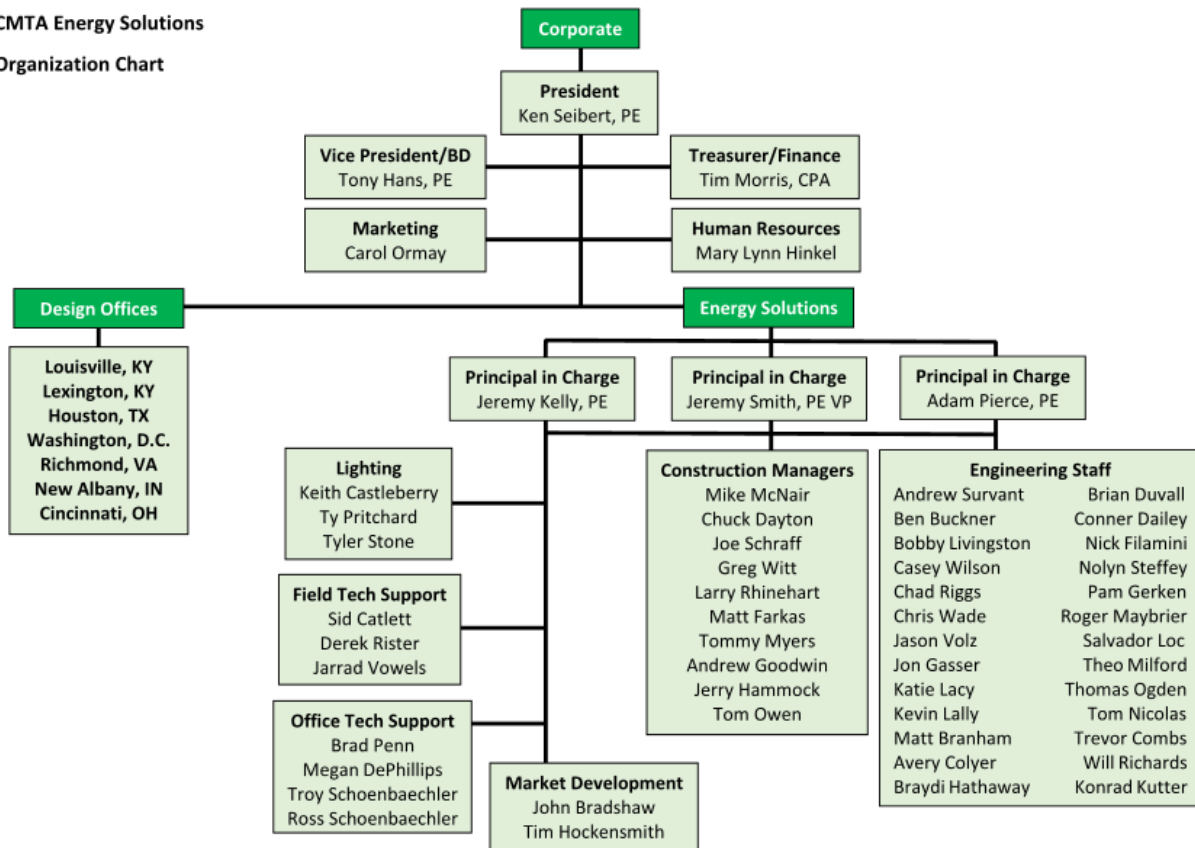 CMTA Energy Solutions
Organization Chart
Corporate
President
Ken Seibert, PE
Vice President/BD
Tony Hans, PE
Treasurer/Finance
Tim Morris, CPA
Marketing
Carol Ormay
Human Resources
Mary Lynn Hinkel
Design Offices
Louisville, KY
Lexington, KY
Houston, TX
Washington, D.C.
Richmond, VA
New Albany, IN
Cincinnati, OH
Energy Solutions
Principal in Charge
Jeremy Kelly, PE
Principal in Charge
Jeremy Smith, PE VP
Principal in Charge
Adam Pierce, PE
Lighting
Keith Castleberry
Ty Pritchard
Tyler Stone
Field Tech Support
Sid Catlett
Derek Rister
Jarrad Vowels
Office Tech Support
Brad Penn
Megan DePhillips
Troy Schoenbaechler
Ross Schoenbaechler
Market Development
John Bradshaw
Tim Hockensmith
Construction Managers
Mike McNair
Chuck Dayton
Joe Schraff
Greg Witt
Larry Rhinehart
Matt Farkas
Tommy Myers
Andrew Goodwin
Jerry Hammock
Tom Owen
Engineering Staff
Andrew Survant Brian Duvall
Ben Buckner Conner Dailey
Bobby Livingston Nick Filamini
Casey Wilson Nolyn Steffey
Chad Riggs Pam Gerken
Chris Wade Roger Maybrier
Jason Volz Salvador Loc
Jon Gasser Theo Milford
Katie Lacy Thomas Ogden
Kevin Lally Tom Nicolas
Matt Branham Trevor Combs
Avery Colyer Will Richards
Braydi Hathaway Konrad Kutter